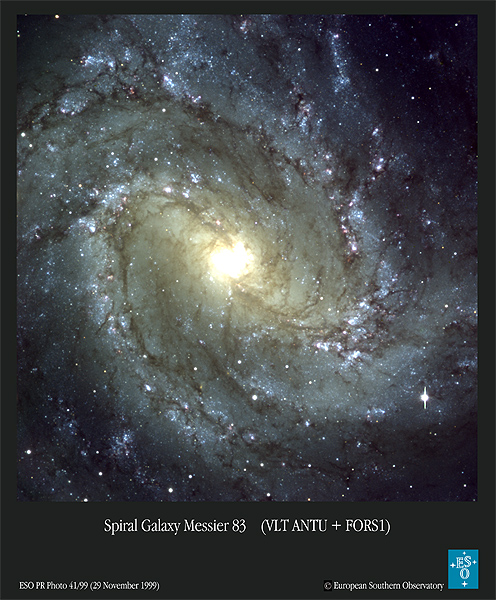 Spiral Galaxy Messier 83 (VLT ANTU + FORS1)
ESO PR Photo 41/99 (29 November 1999)
© European Southern Observatory
ESO